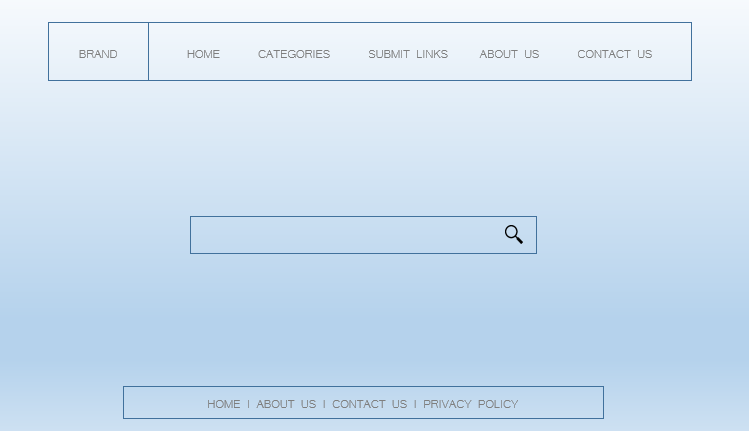 BRAND HOME CATEGORIES SUBMIT LINKS ABOUT US CONTACT US
HOME | ABOUT US | CONTACT US | PRIVACY POLICY